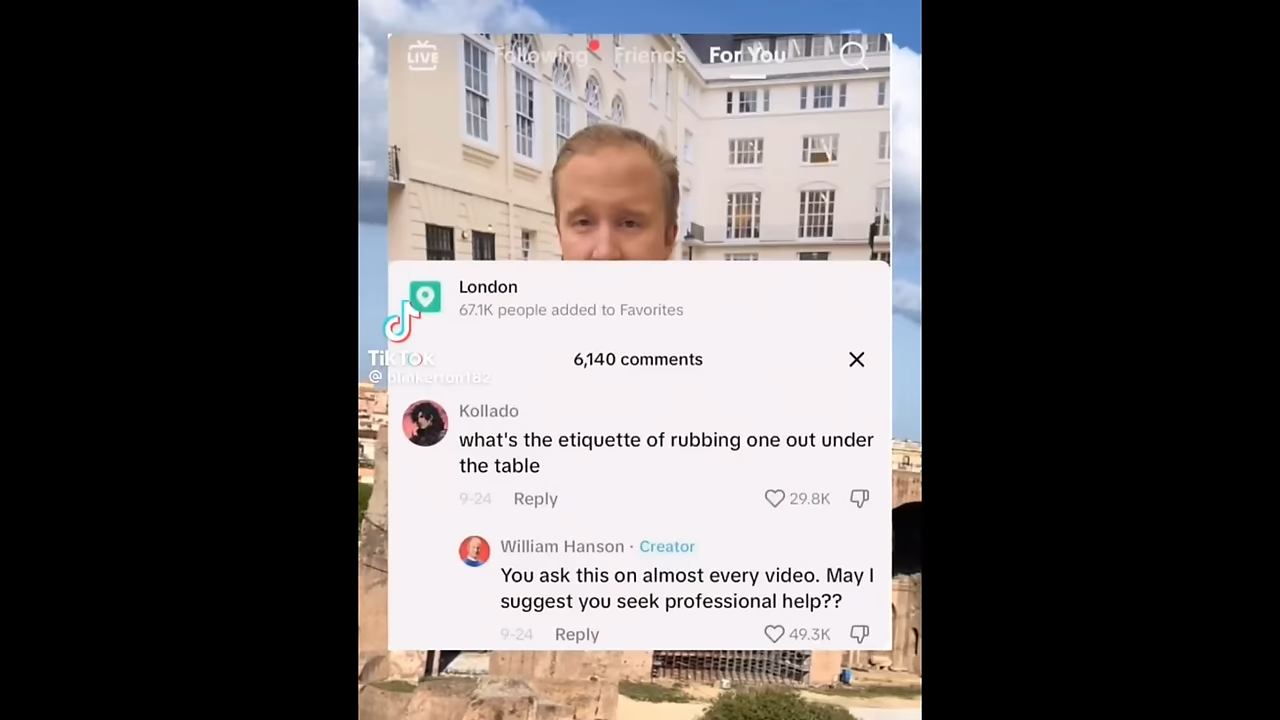 LIVE
Following Friends For You
London
67.1K people added to Favorites
TikTok
6,140 comments
@blinkerton182
Kollado
what's the etiquette of rubbing one out under
the table
9-24 Reply 29.8K
William Hanson · Creator
You ask this on almost every video. May I
suggest you seek professional help??
9-24 Reply 49.3K